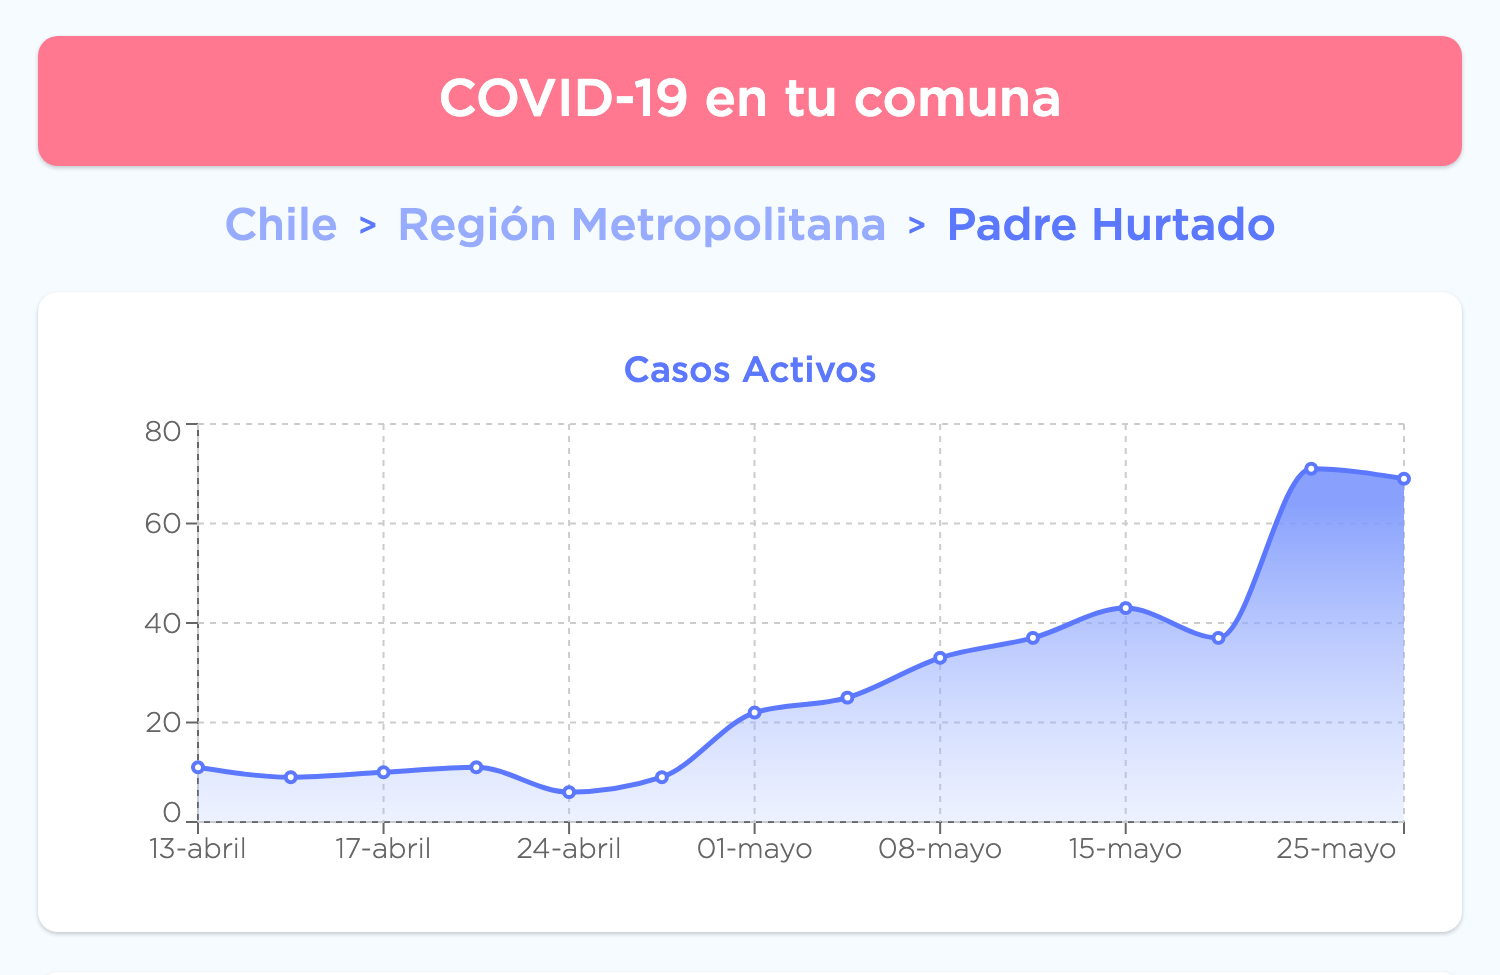 COVID-19 en tu comuna
Chile > Región Metropolitana > Padre Hurtado
Casos Activos
80
60
40
20
0
13-abril 17-abril 24-abril 01-mayo 08-mayo 15-mayo 25-mayo